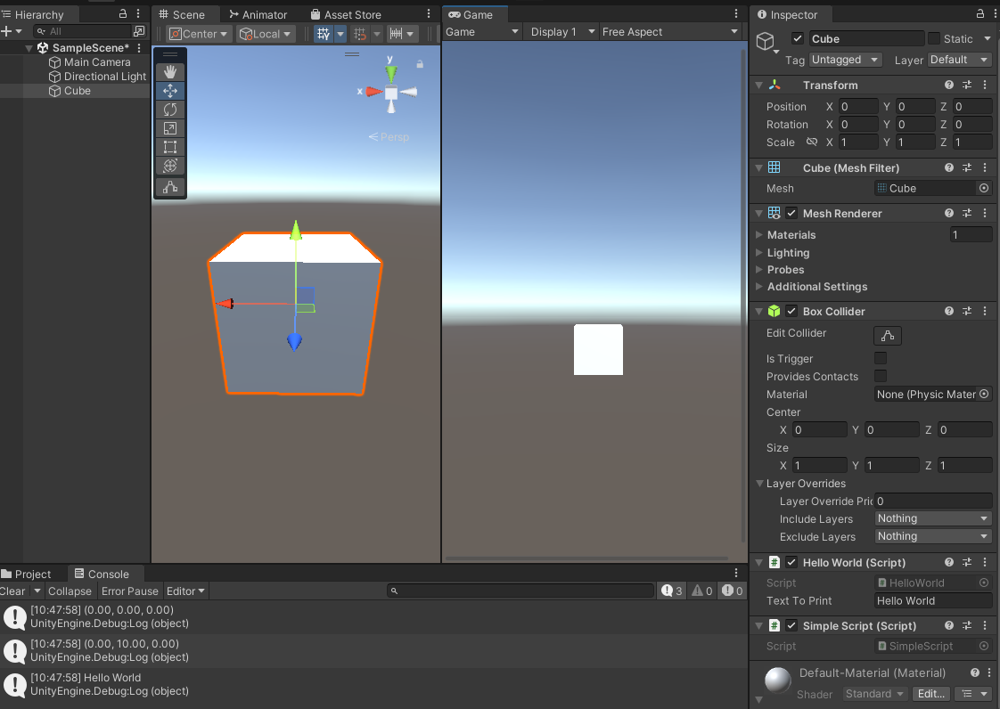 Hierarchy
All
SampleScene*
Main Camera
Directional Light
Cube
Scene
Animator
Asset Store
Center
Local
y
x
Persp
Game
Game
Display 1
Free Aspect
Inspector
Cube
Static
Tag
Untagged
Layer
Default
Transform
Position X 0 Y 0 Z 0
Rotation X 0 Y 0 Z 0
Scale X 1 Y 1 Z 1
Cube (Mesh Filter)
Mesh
Cube
Mesh Renderer
Materials
1
Lighting
Probes
Additional Settings
Box Collider
Edit Collider
Is Trigger
Provides Contacts
Material
None (Physic Mater
Center
X 0 Y 0 Z 0
Size
X 1 Y 1 Z 1
Layer Overrides
Layer Override Pric 0
Include Layers
Nothing
Exclude Layers
Nothing
Hello World (Script)
Script
HelloWorld
Text To Print
Hello World
Simple Script (Script)
Script
SimpleScript
Default-Material (Material)
Shader
Standard
Edit...
Project
Console
Clear
Collapse
Error Pause
Editor
3
0
0
[10:47:58] (0.00, 0.00, 0.00)
UnityEngine.Debug:Log (object)
[10:47:58] (0.00, 10.00, 0.00)
UnityEngine.Debug:Log (object)
[10:47:58] Hello World
UnityEngine.Debug:Log (object)